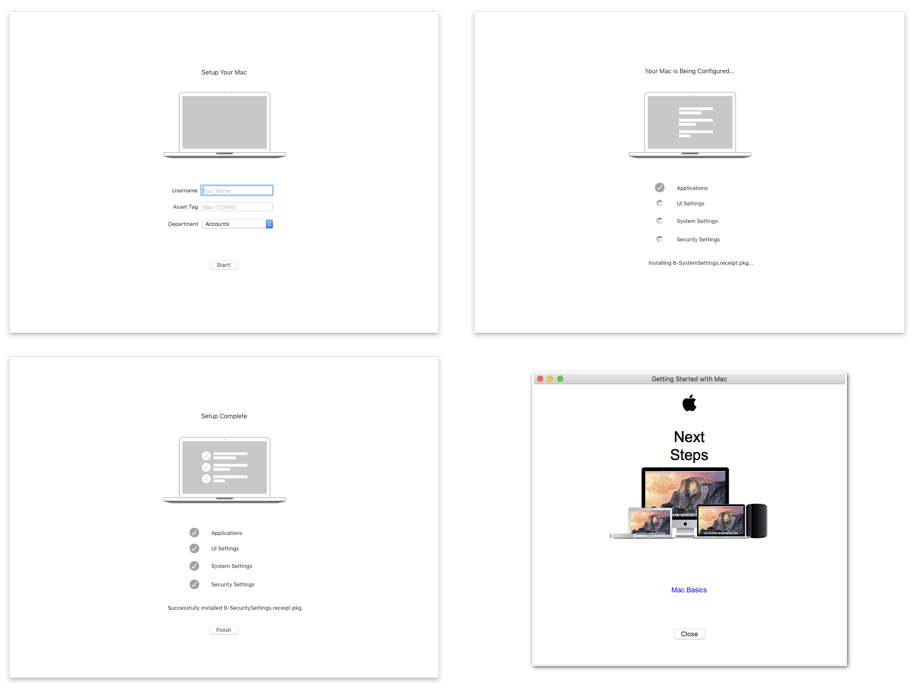 Setup Your Mac
Username Your Name
Asset Tag Mac-123456
Department Accounts
Start!
Your Mac is Being Configured...
Applications
UI Settings
System Settings
Security Settings
Installing 8-SystemSettings.receipt.pkg...
Setup Complete
Applications
UI Settings
System Settings
Security Settings
Successfully installed 9-SecuritySettings.receipt.pkg.
Finish
Getting Started with Mac
Next
Steps
Mac Basics
Close